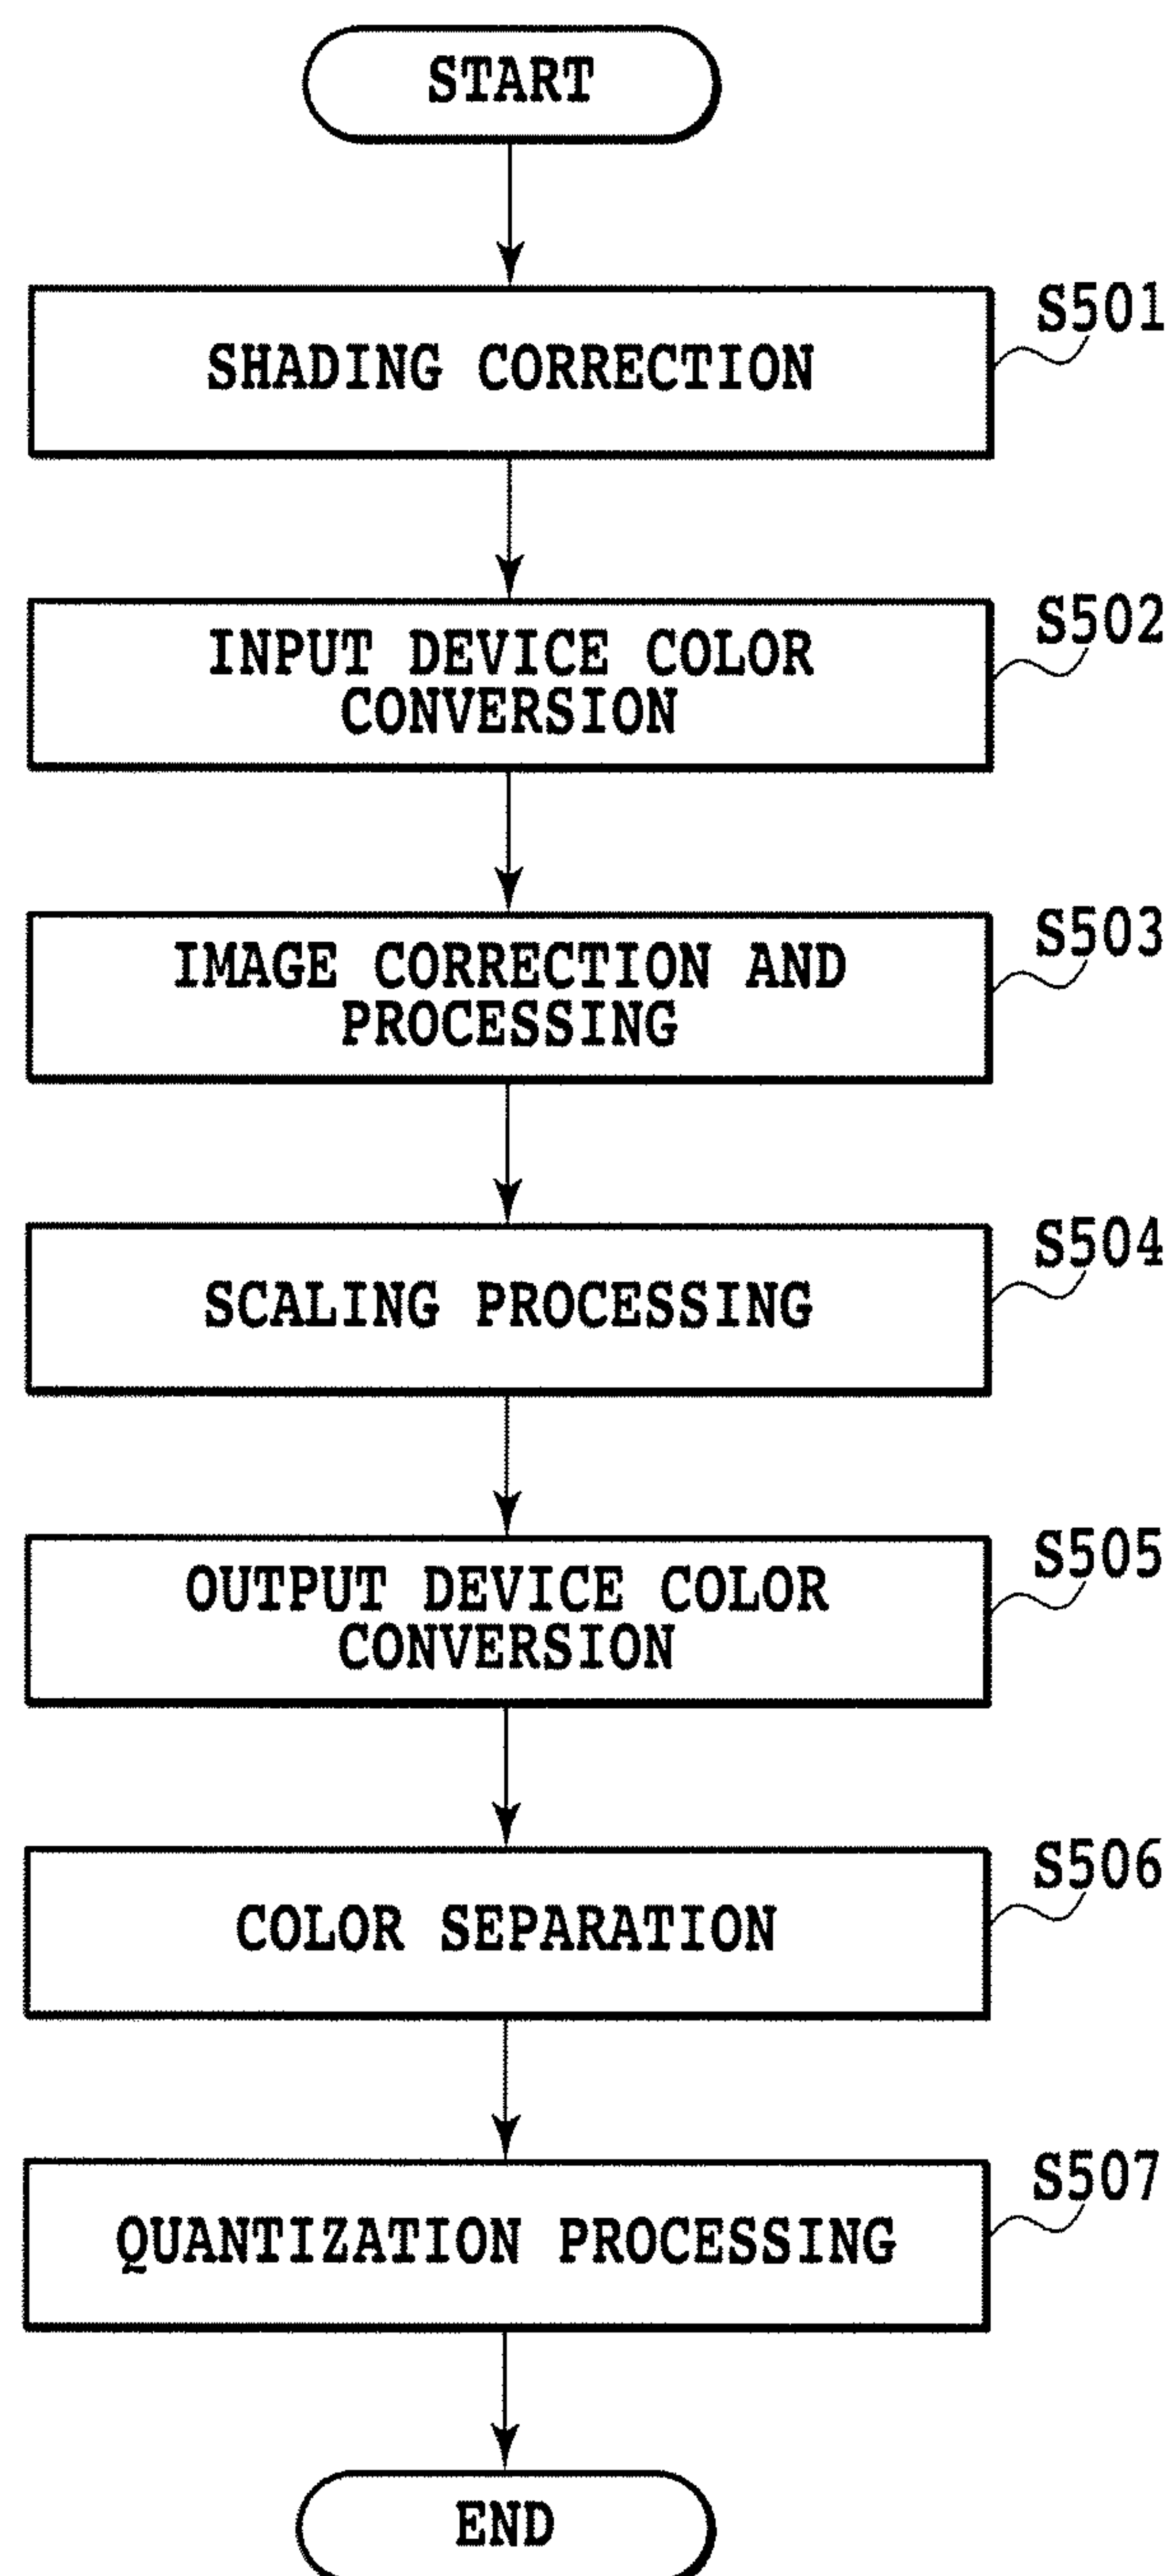 START
SHADING CORRECTION
S501
INPUT DEVICE COLOR
CONVERSION
S502
IMAGE CORRECTION AND
PROCESSING
S503
SCALING PROCESSING
S504
OUTPUT DEVICE COLOR
CONVERSION
S505
COLOR SEPARATION
S506
QUANTIZATION PROCESSING
S507
END